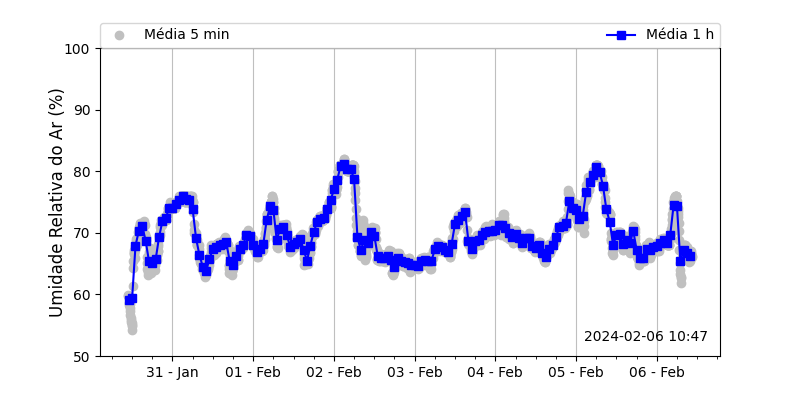 Média 5 min
Média 1 h
Umidade Relativa do Ar (%)
100
90
80
70
60
50
2024-02-06 10:47
31 - Jan
01 - Feb
02 - Feb
03 - Feb
04 - Feb
05 - Feb
06 - Feb